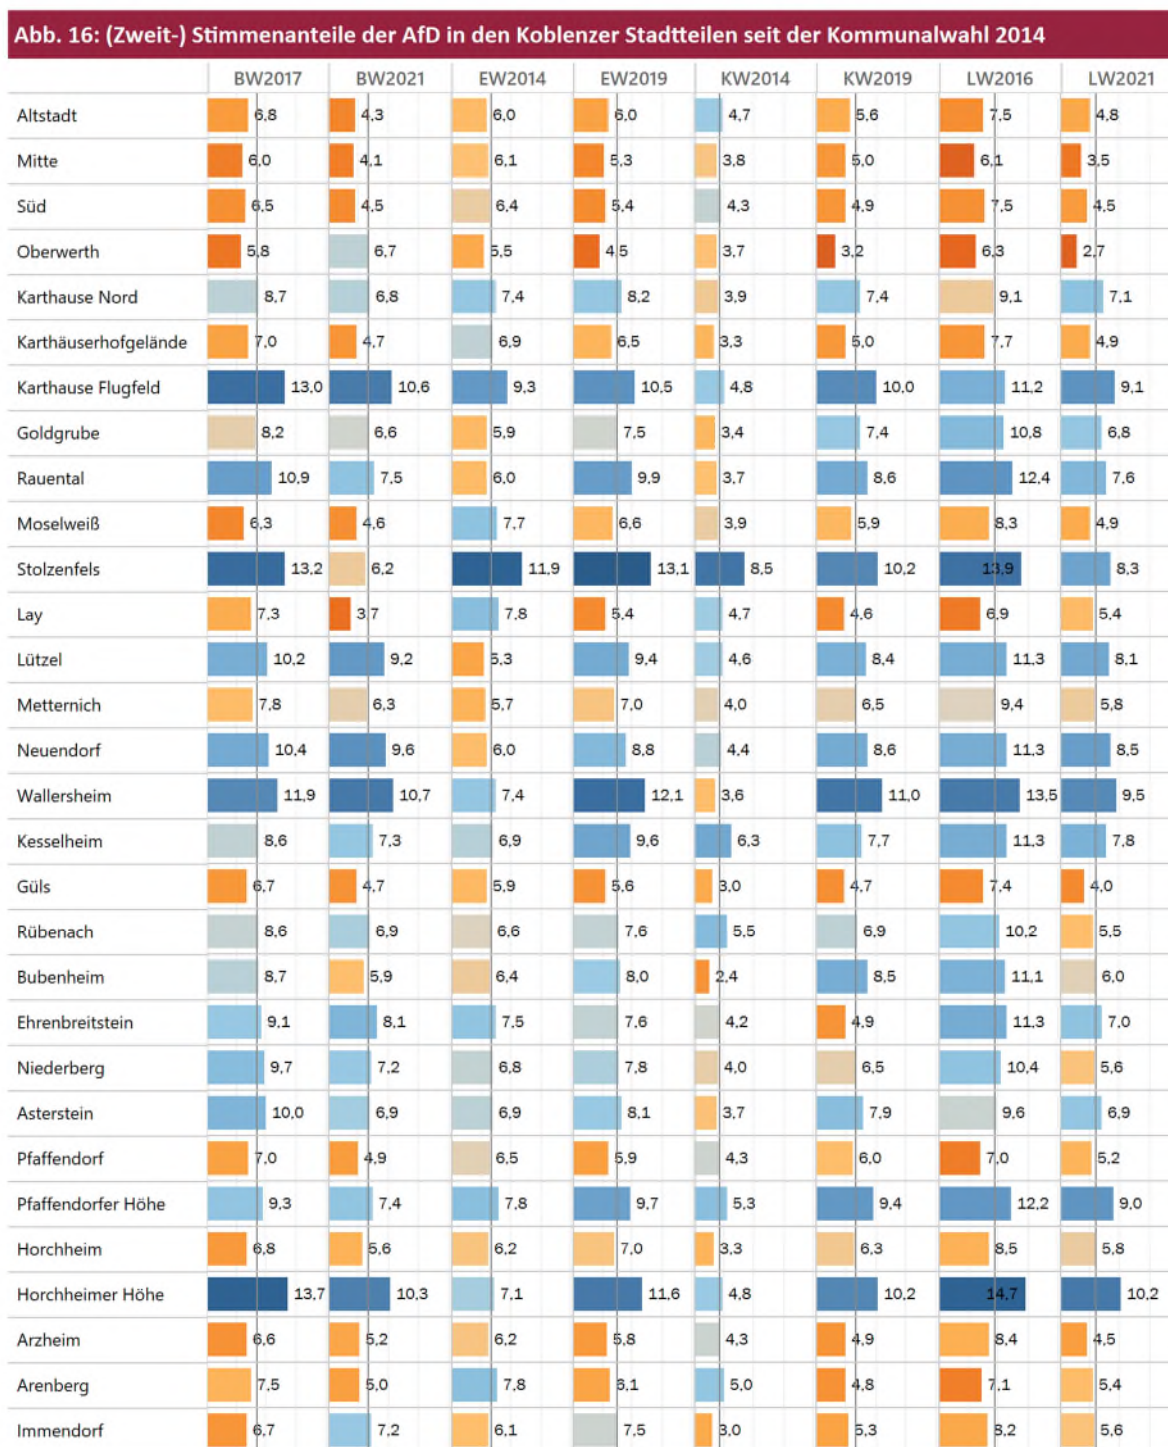 Abb. 16: (Zweit-) Stimmenanteile der AfD in den Koblenzer Stadtteilen seit der Kommunalwahl 2014
BW2017 BW2021 EW2014 EW2019 KW2014 KW2019 LW2016 LW2021
Altstadt 6,8 4,3 6,0 6,0 4,7 5,6 7,5 4,8
Mitte 6,0 4,1 6,1 5,3 3,8 5,0 6,1 3,5
Süd 6,5 4,5 6,4 5,4 4,3 4,9 7,5 4,5
Oberwerth 5,8 6,7 5,5 4,5 3,7 3,2 6,3 2,7
Karthause Nord 8,7 6,8 7,4 8,2 3,9 7,4 9,1 7,1
Karthäuserhofgelände 7,0 4,7 6,9 6,5 3,3 5,0 7,7 4,9
Karthause Flugfeld 13,0 10,6 9,3 10,5 4,8 10,0 11,2 9,1
Goldgrube 8,2 6,6 5,9 7,5 3,4 7,4 10,8 6,8
Rauental 10,9 7,5 6,0 9,9 3,7 8,6 12,4 7,6
Moselweiß 6,3 4,6 7,7 6,6 3,9 5,9 8,3 4,9
Stolzenfels 13,2 6,2 11,9 13,1 8,5 10,2 13,9 8,3
Lay 7,3 3,7 7,8 5,4 4,7 4,6 6,9 5,4
Lützel 10,2 9,2 5,3 9,4 4,6 8,4 11,3 8,1
Metternich 7,8 6,3 5,7 7,0 4,0 6,5 9,4 5,8
Neuendorf 10,4 9,6 6,0 8,8 4,4 8,6 11,3 8,5
Wallersheim 11,9 10,7 7,4 12,1 3,6 11,0 13,5 9,5
Kesselheim 8,6 7,3 6,9 9,6 6,3 7,7 11,3 7,8
Güls 6,7 4,7 5,9 5,6 3,0 4,7 7,4 4,0
Rübenach 8,6 6,9 6,6 7,6 5,5 6,9 10,2 5,5
Bubenheim 8,7 5,9 6,4 8,0 2,4 8,5 11,1 6,0
Ehrenbreitstein 9,1 8,1 7,5 7,6 4,2 4,9 11,3 7,0
Niederberg 9,7 7,2 6,8 7,8 4,0 6,5 10,4 5,6
Asterstein 10,0 6,9 6,9 8,1 3,7 7,9 9,6 6,9
Pfaffendorf 7,0 4,9 6,5 5,9 4,3 6,0 7,0 5,2
Pfaffendorfer Höhe 9,3 7,4 7,8 9,7 5,3 9,4 12,2 9,0
Horchheim 6,8 5,6 6,2 7,0 3,3 6,3 8,5 5,8
Horchheimer Höhe 13,7 10,3 7,1 11,6 4,8 10,2 14,7 10,2
Arzheim 6,6 5,2 6,2 5,8 4,3 4,9 8,4 4,5
Arenberg 7,5 5,0 7,8 6,1 5,0 4,8 7,1 5,4
Immendorf 6,7 7,2 6,1 7,5 3,0 5,3 8,2 5,6